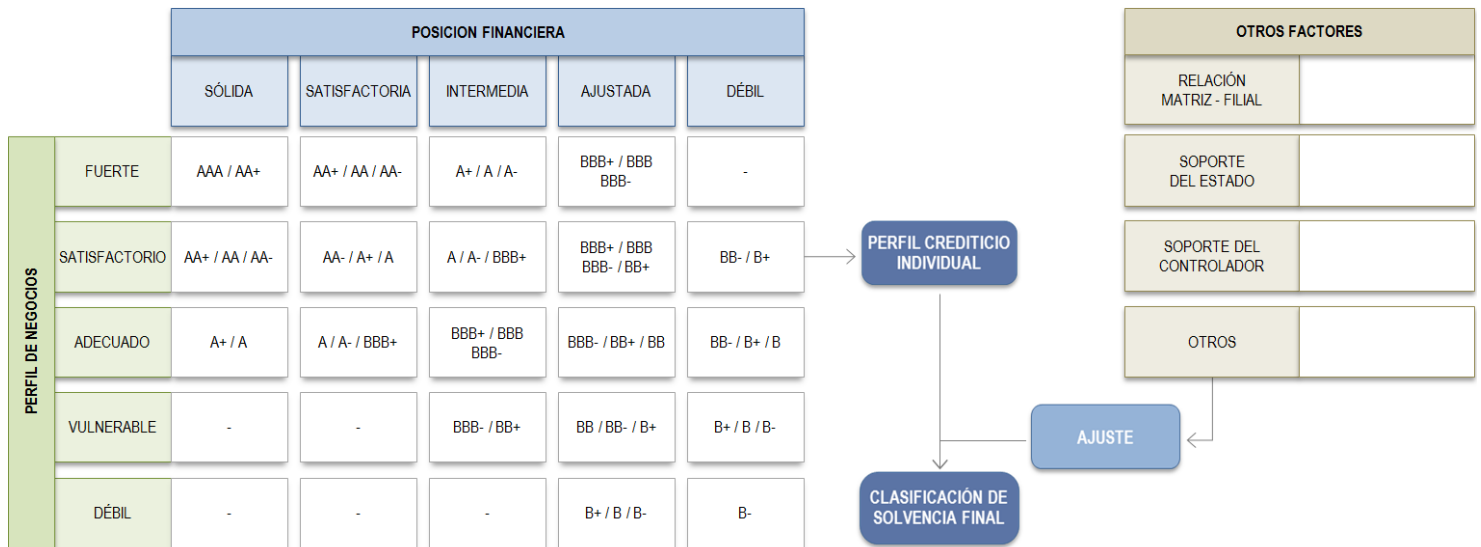 POSICION FINANCIERA
SÓLIDA
SATISFACTORIA
INTERMEDIA
AJUSTADA
DÉBIL
PERFIL DE NEGOCIOS
FUERTE
AAA / AA+
AA+ / AA / AA-
A+ / A / A-
BBB+ / BBB
BBB-
-
SATISFACTORIO
AA+ / AA / AA-
AA- / A+ / A
A / A- / BBB+
BBB+ / BBB
BBB- / BB+
BB- / B+
ADECUADO
A+ / A
A / A- / BBB+
BBB+ / BBB
BBB-
BBB- / BB+ / BB
BB- / B+ / B
VULNERABLE
-
-
BBB- / BB+
BB / BB- / B+
B+ / B / B-
DÉBIL
-
-
-
B+ / B / B-
B-
PERFIL CREDITICIO
INDIVIDUAL
CLASIFICACIÓN DE
SOLVENCIA FINAL
OTROS FACTORES
RELACIÓN
MATRIZ - FILIAL
SOPORTE
DEL ESTADO
SOPORTE DEL
CONTROLADOR
OTROS
AJUSTE